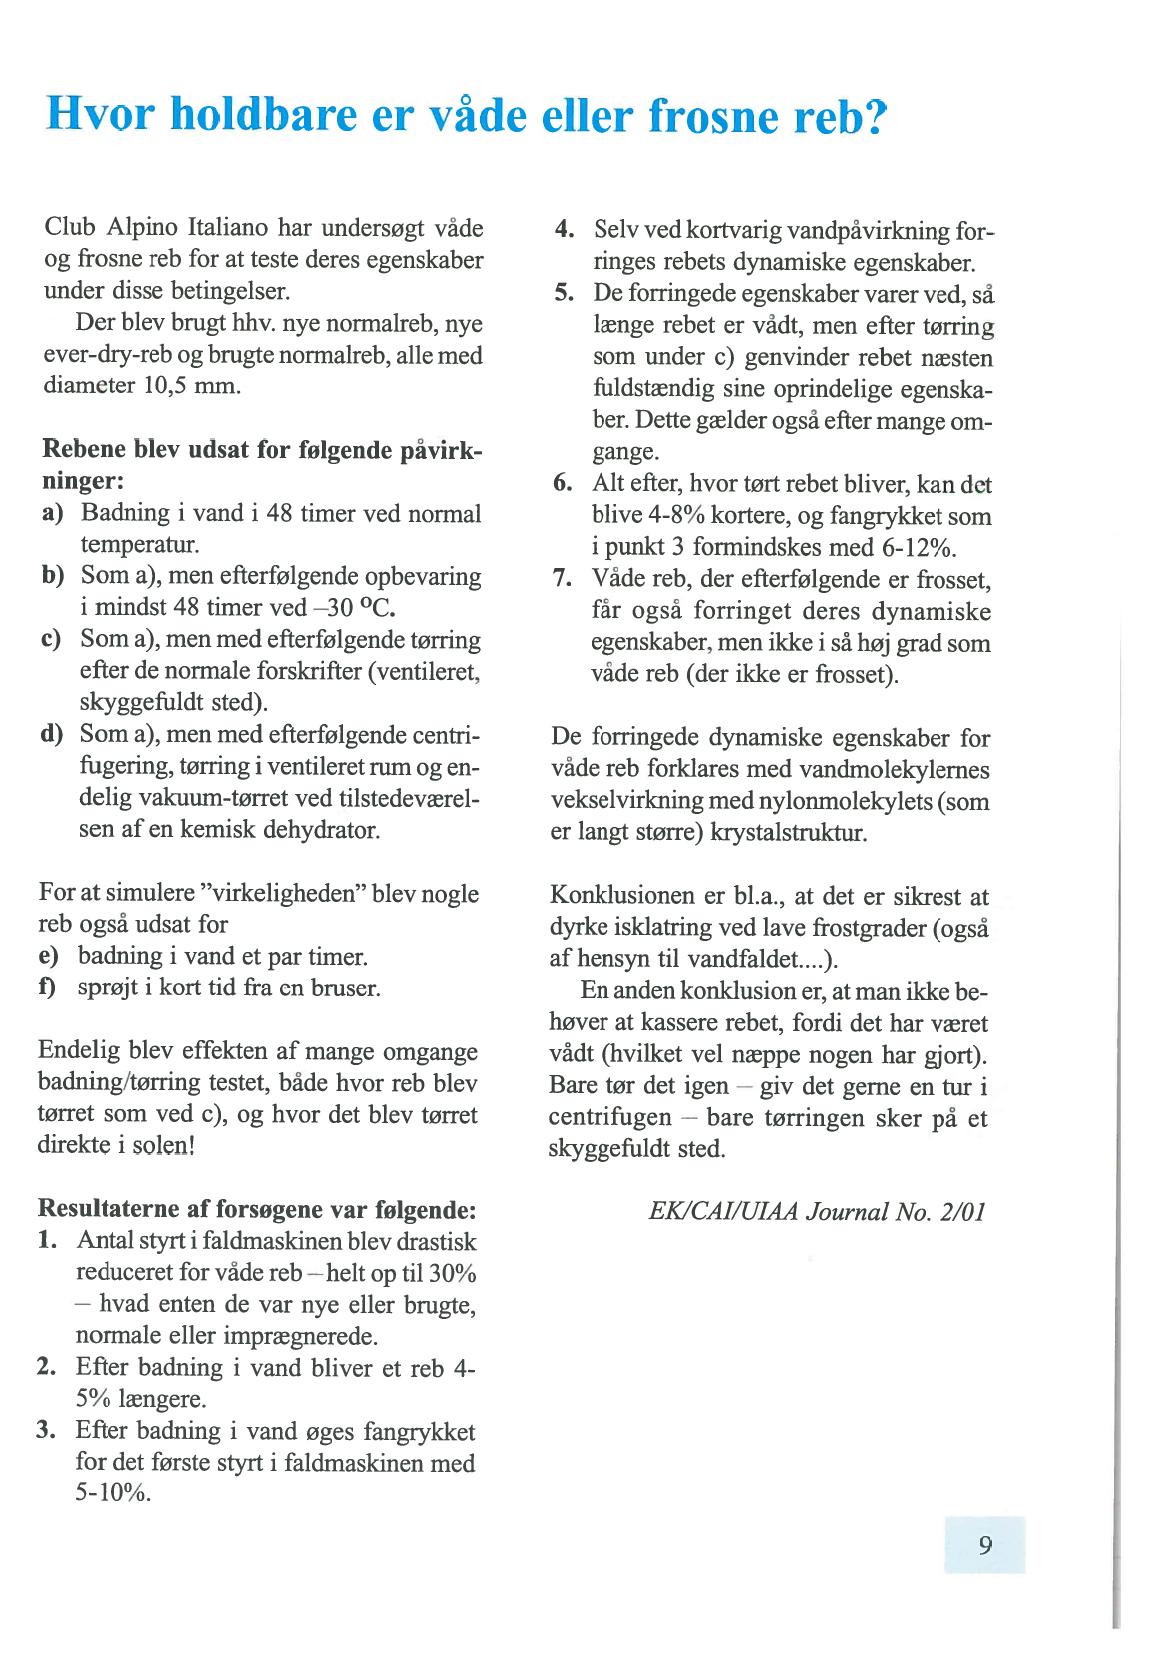 Hvor holdbare er våde eller frosne reb?
Club Alpino Italiano har undersøgt våde
og frosne reb for at teste deres egenskaber
under disse betingelser.
Der blev brugt hhv. nye normalreb, nye
ever-dry-reb og brugte normalreb, alle med
diameter 10,5 mm.
Rebene blev udsat for følgende påvirk-
ninger:
a) Badning i vand i 48 timer ved normal
temperatur.
b) Som a), men efterfølgende opbevaring
i mindst 48 timer ved –30 ºC.
c) Som a), men med efterfølgende tørring
efter de normale forskrifter (ventileret,
skyggefuldt sted).
d) Som a), men med efterfølgende centri-
fugering, tørring i ventileret rum og en-
delig vakuum-tørret ved tilstedeværel-
sen af en kemisk dehydrator.
For at simulere ”virkeligheden” blev nogle
reb også udsat for
e) badning i vand et par timer.
f) sprøjt i kort tid fra en bruser.
Endelig blev effekten af mange omgange
badning/tørring testet, både hvor reb blev
tørret som ved c), og hvor det blev tørret
direkte i solen!
Resultaterne af forsøgene var følgende:
1. Antal styrt i faldmaskinen blev drastisk
reduceret for våde reb – helt op til 30%
– hvad enten de var nye eller brugte,
normale eller imprægnerede.
2. Efter badning i vand bliver et reb 4-
5% længere.
3. Efter badning i vand øges fangrykket
for det første styrt i faldmaskinen med
5-10%.
4. Selv ved kortvarig vandpåvirkning for-
ringes rebets dynamiske egenskaber.
5. De forringede egenskaber varer ved, så
længe rebet er vådt, men efter tørring
som under c) genvinder rebet næsten
fuldstændig sine oprindelige egenska-
ber. Dette gælder også efter mange om-
gange.
6. Alt efter, hvor tørt rebet bliver, kan det
blive 4-8% kortere, og fangrykket som
i punkt 3 formindskes med 6-12%.
7. Våde reb, der efterfølgende er frosset,
får også forringet deres dynamiske
egenskaber, men ikke i så høj grad som
våde reb (der ikke er frosset).
De forringede dynamiske egenskaber for
våde reb forklares med vandmolekylernes
vekselvirkning med nylonmolekylets (som
er langt større) krystalstruktur.
Konklusionen er bl.a., at det er sikrest at
dyrke isklatring ved lave frostgrader (også
af hensyn til vandfaldet....).
En anden konklusion er, at man ikke be-
høver at kassere rebet, fordi det har været
vådt (hvilket vel næppe nogen har gjort).
Bare tør det igen – giv det gerne en tur i
centrifugen – bare tørringen sker på et
skyggefuldt sted.
EK/CAI/UIAA Journal No. 2/01
9